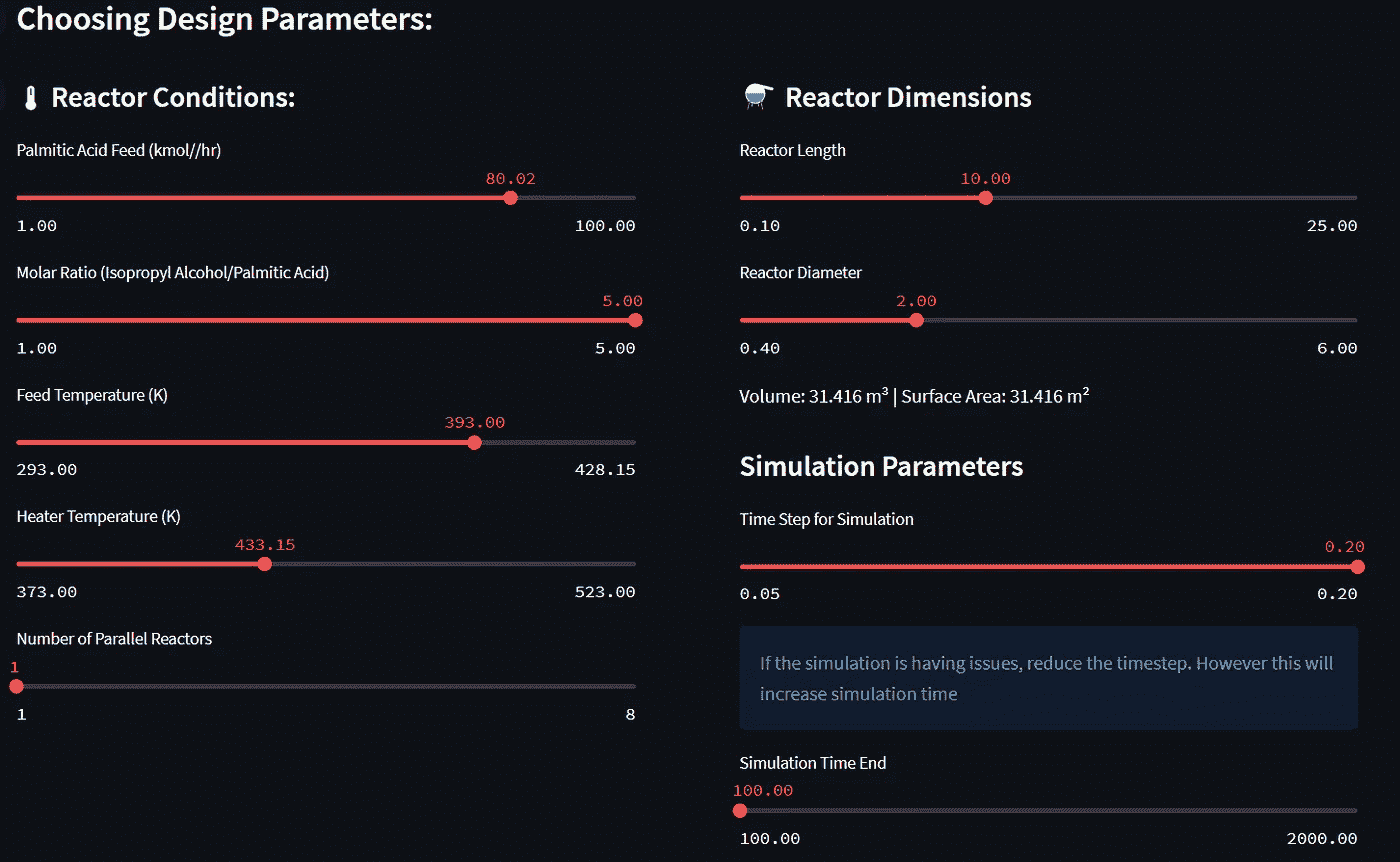 Choosing Design Parameters:
Reactor Conditions:
Palmitic Acid Feed (kmol//hr)
80.02
1.00 100.00
Molar Ratio (Isopropyl Alcohol/Palmitic Acid)
5.00
1.00 5.00
Feed Temperature (K)
393.00
293.00 428.15
Heater Temperature (K)
433.15
373.00 523.00
Number of Parallel Reactors
1
1 8
Reactor Dimensions
Reactor Length
10.00
0.10 25.00
Reactor Diameter
2.00
0.40 6.00
Volume: 31.416 m³ | Surface Area: 31.416 m²
Simulation Parameters
Time Step for Simulation
0.20
0.05 0.20
If the simulation is having issues, reduce the timestep. However this will
increase simulation time
Simulation Time End
100.00
100.00 2000.00